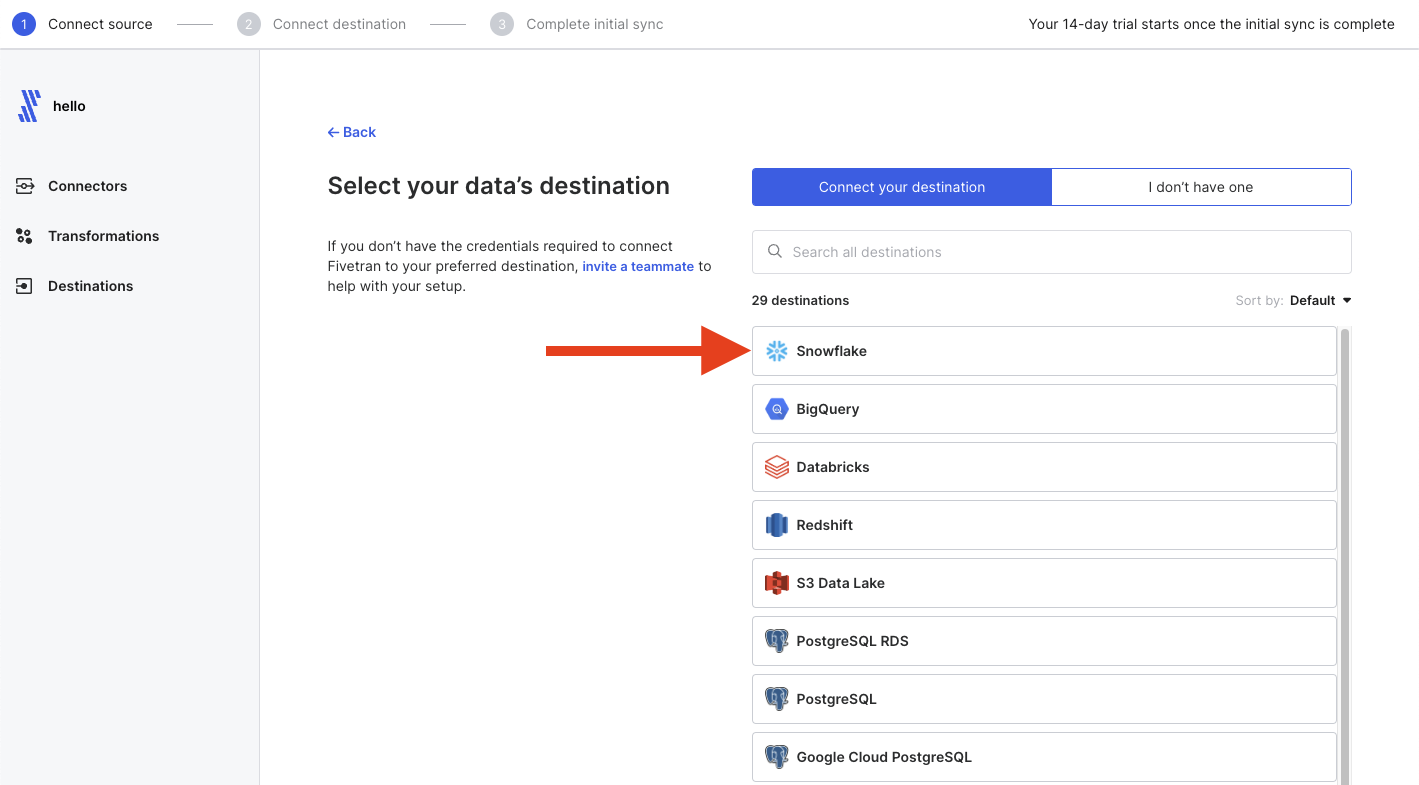 1 Connect source 2 Connect destination 3 Complete initial sync Your 14-day trial starts once the initial sync is complete
hello
Connectors
Transformations
Destinations
← Back
Select your data’s destination
If you don’t have the credentials required to connect
Fivetran to your preferred destination, invite a teammate to
help with your setup.
Connect your destination I don’t have one
Search all destinations
29 destinations Sort by: Default
Snowflake
BigQuery
Databricks
Redshift
S3 Data Lake
PostgreSQL RDS
PostgreSQL
Google Cloud PostgreSQL